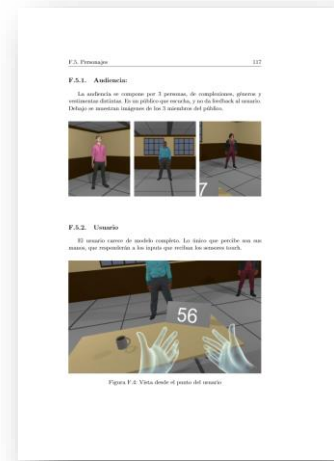 F.5. Personajes 117
F.5.1. Audiencia:
La audiencia se compone por 3 personas, de complexiones, géneros y
vestimentas distintas. Es un público que escucha, y no da feedback al usuario.
Debajo se muestran imágenes de los 3 miembros del público.
7
F.5.2. Usuario
El usuario carece de modelo completo. Lo único que percibe son sus
manos, que responderán a los inputs que reciban los sensores touch.
56
Figura F.2: Vista desde el punto del usuario